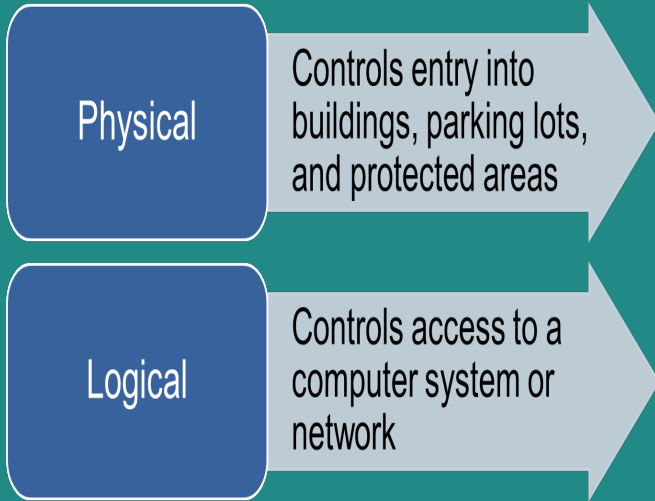 Physical
Controls entry into
buildings, parking lots,
and protected areas
Logical
Controls access to a
computer system or
network